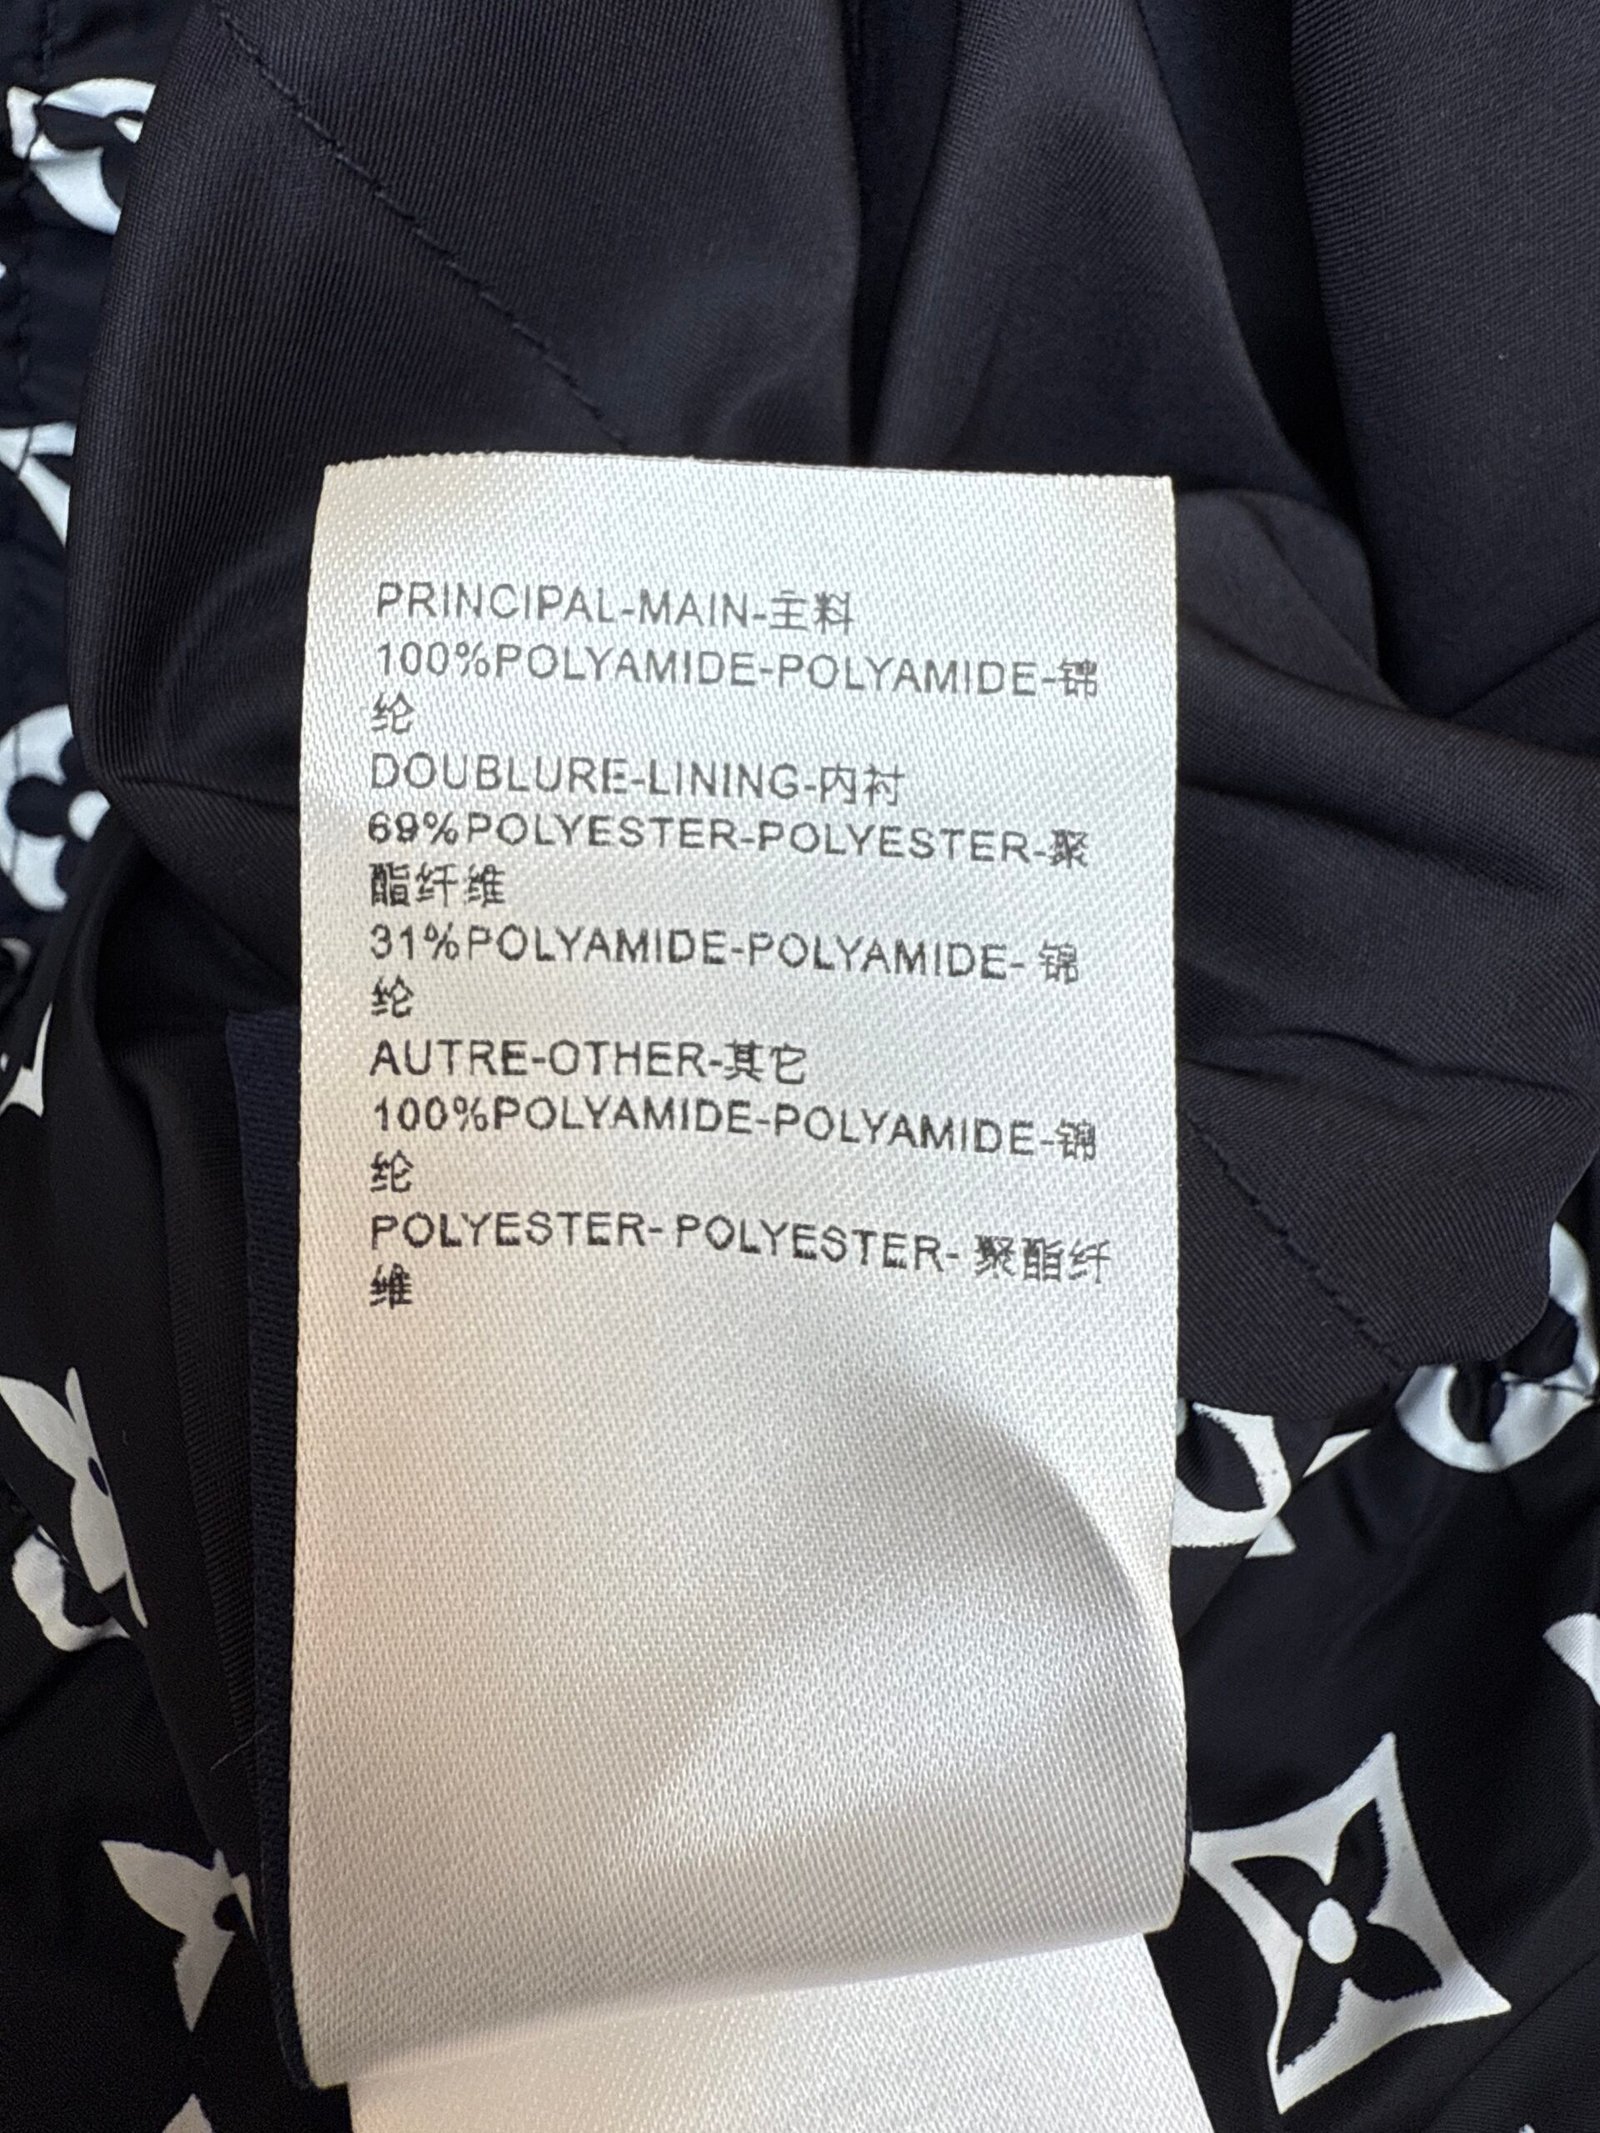 PRINCIPAL-MAIN-主料
100%POLYAMIDE-POLYAMIDE-锦
纶
DOUBLURE-LINING-内衬
69%POLYESTER-POLYESTER-聚
酯纤维
31%POLYAMIDE-POLYAMIDE- 锦
纶
AUTRE-OTHER-其它
100%POLYAMIDE-POLYAMIDE-锦
纶
POLYESTER- POLYESTER- 聚酯纤
维